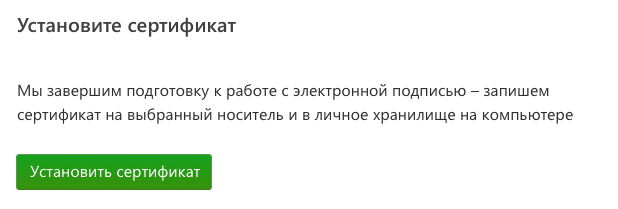 Установите сертификат
Мы завершим подготовку к работе с электронной подписью – запишем
сертификат на выбранный носитель и в личное хранилище на компьютере
Установить сертификат